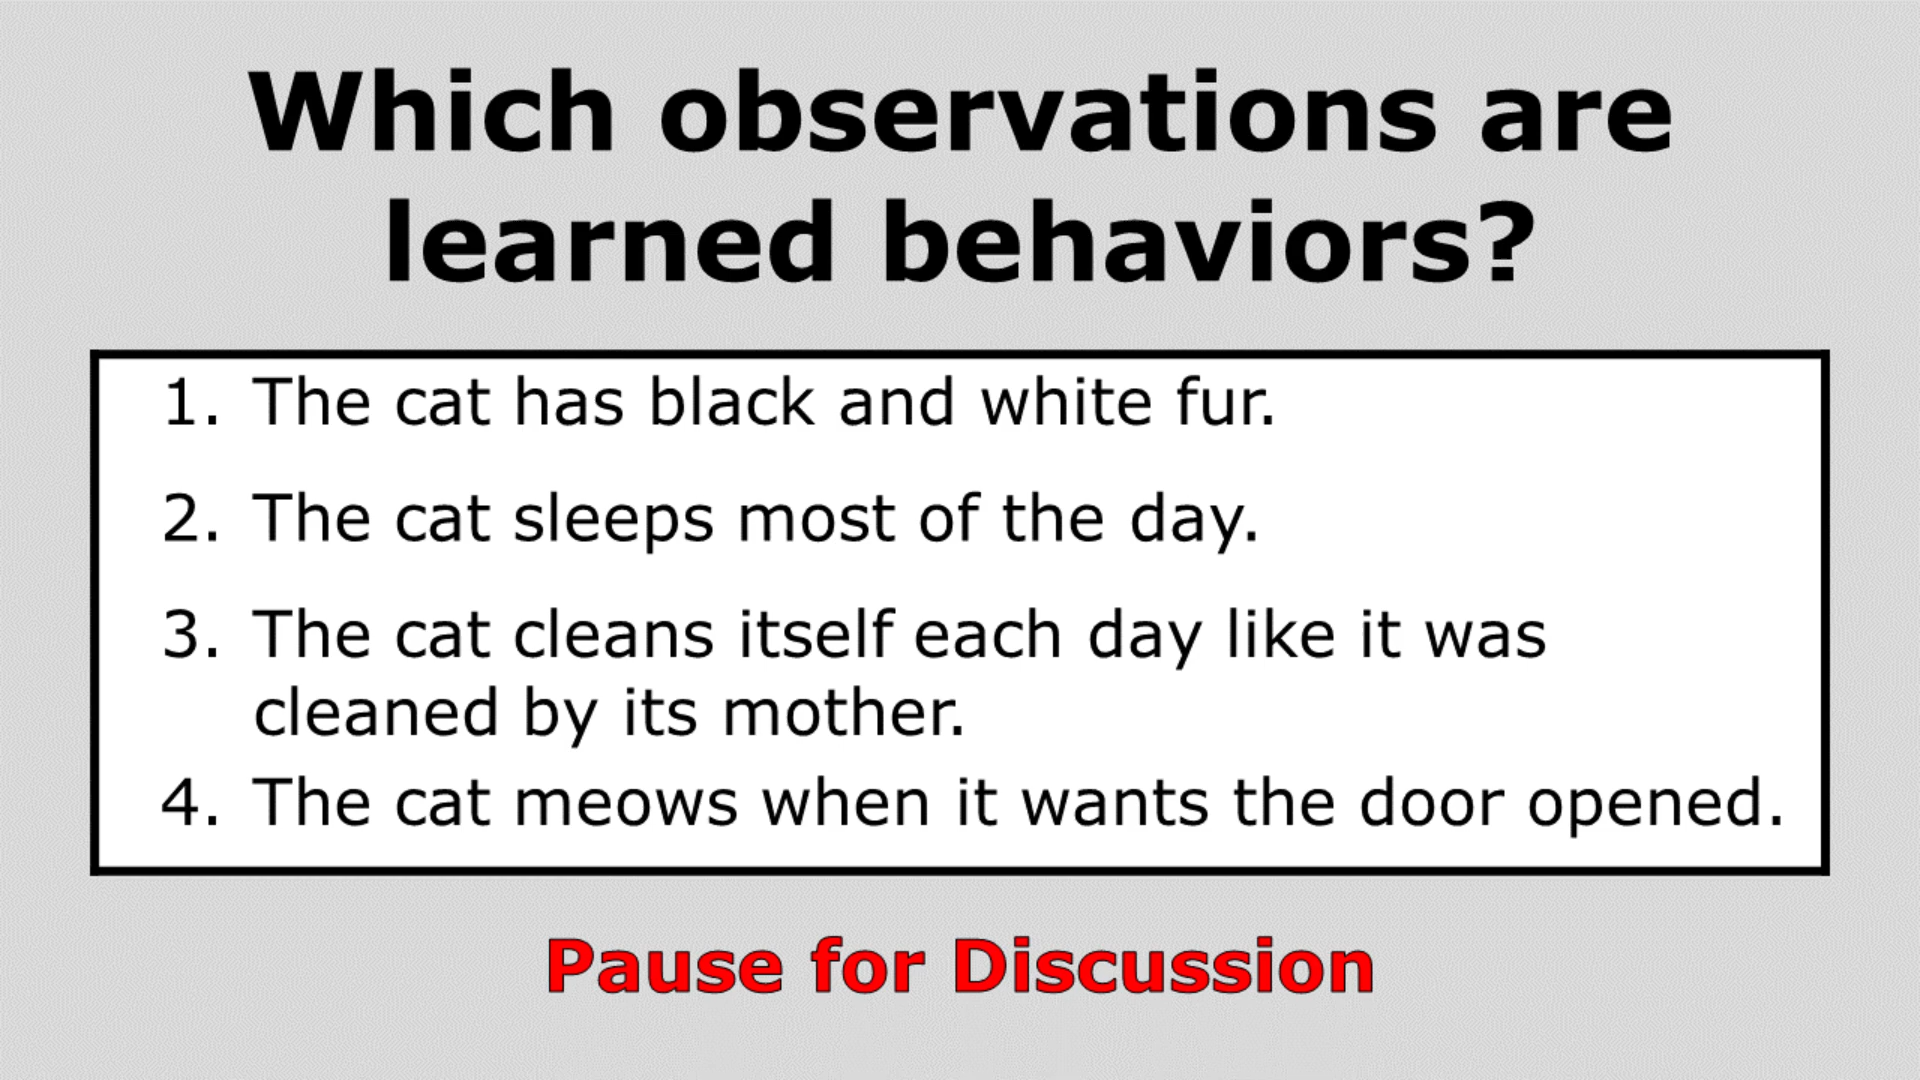 Which observations are
learned behaviors?
1. The cat has black and white fur.
2. The cat sleeps most of the day.
3. The cat cleans itself each day like it was
cleaned by its mother.
4. The cat meows when it wants the door opened.
Pause for Discussion